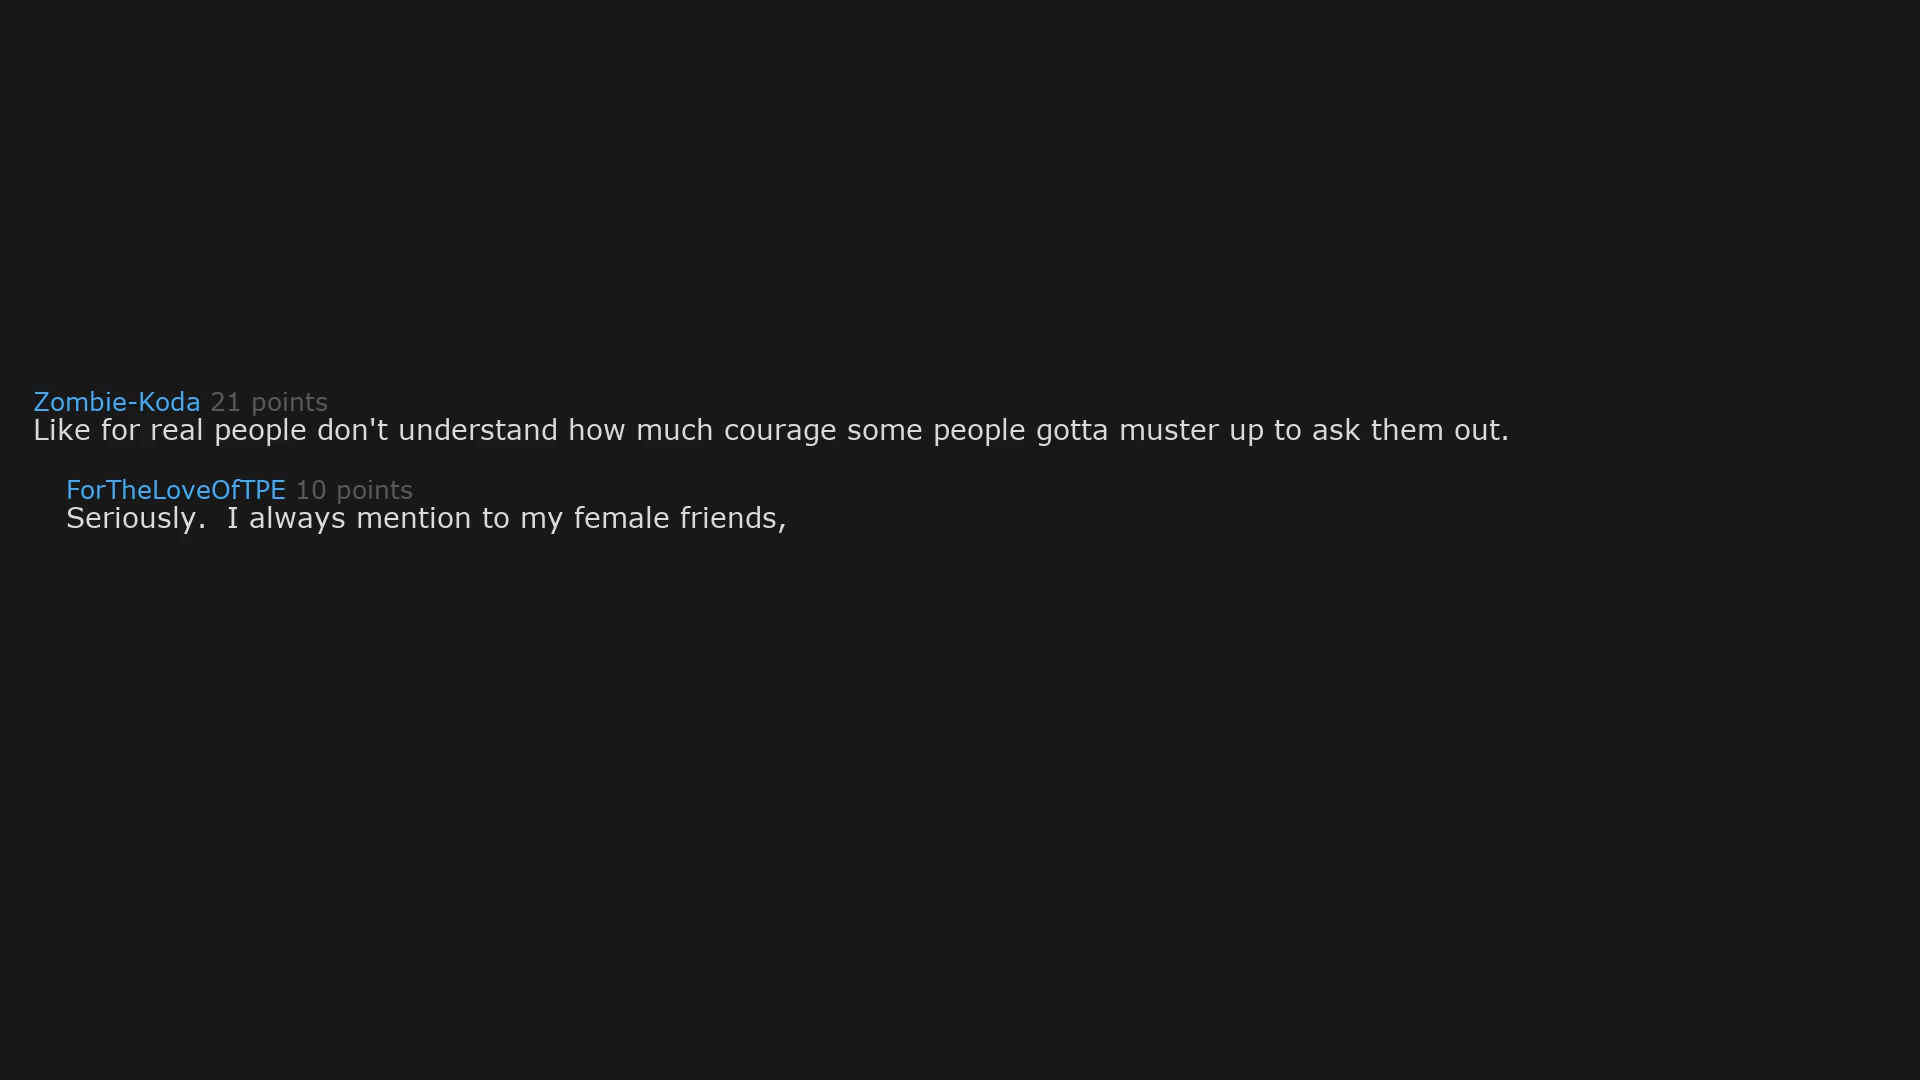 Zombie-Koda 21 points
Like for real people don't understand how much courage some people gotta muster up to ask them out.
ForTheLoveOfTPE 10 points
Seriously.  I always mention to my female friends,